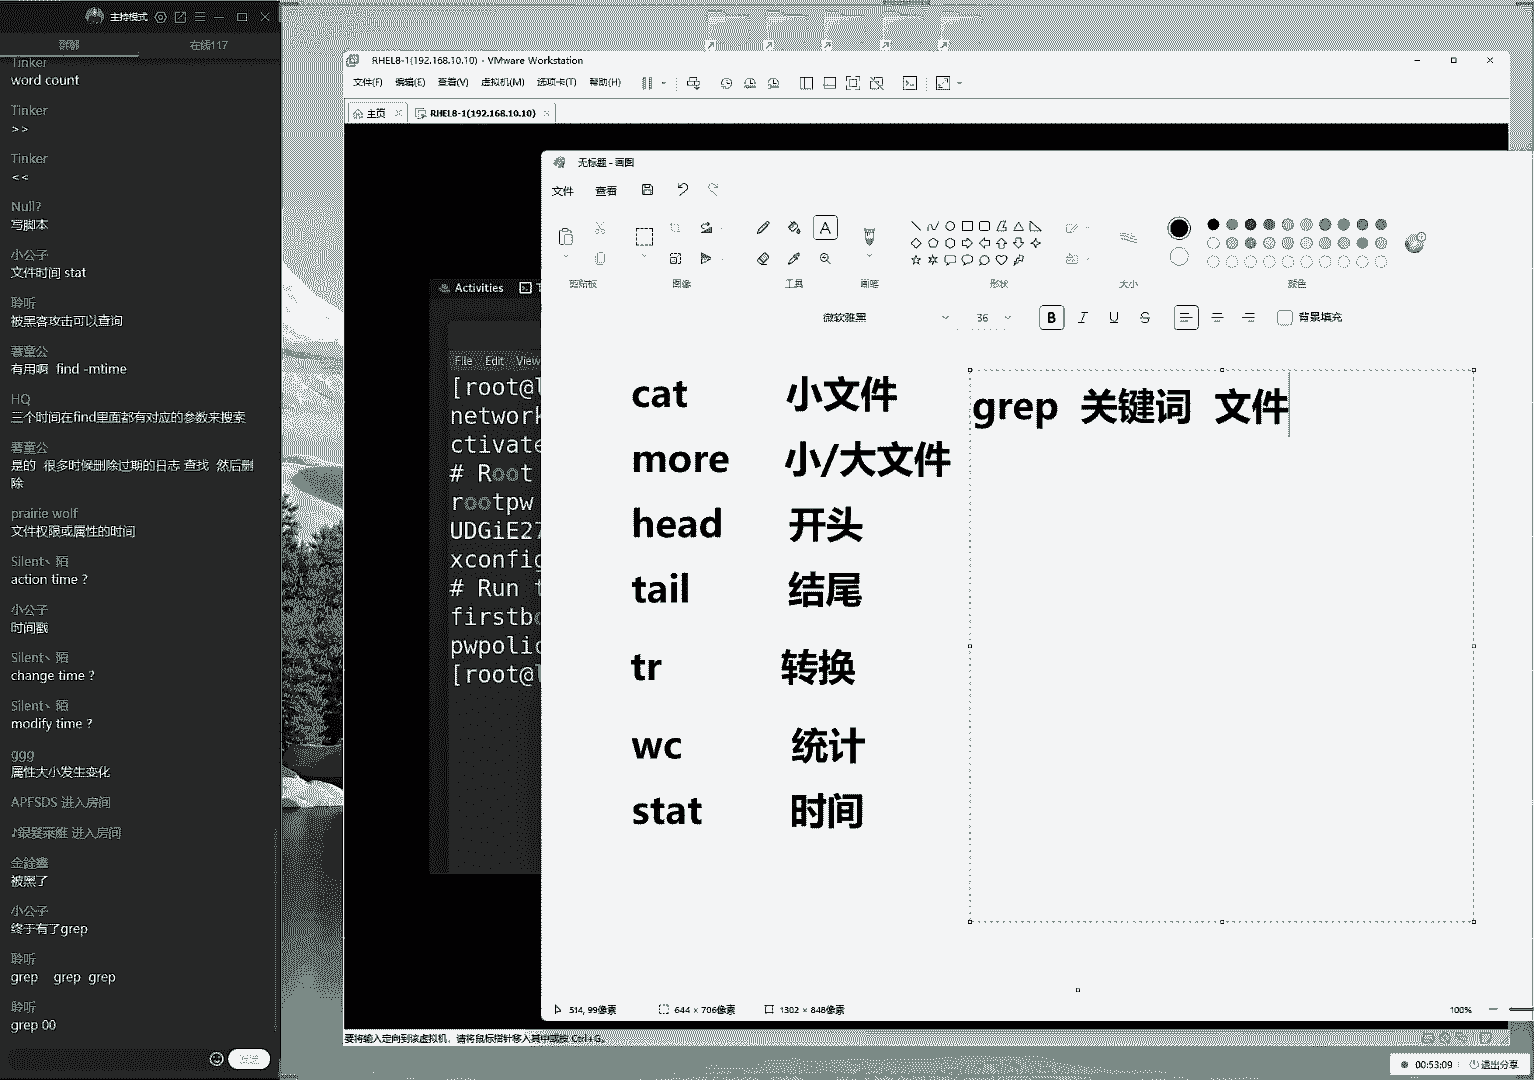 主持模式
群聊
在线117
Tinker
word count
Tinker
>>
Tinker
<<
Null?
写脚本
小公子
文件时间 stat
聆听
被黑客攻击可以查询
薯童公
有用啊 find -mtime
HQ
三个时间在find里面都有对应的参数来搜索
薯童公
是的 很多时候删除过期的日志 查找 然后删
除
prairie wolf
文件权限或属性的时间
Silent丶陌
action time ?
小公子
时间戳
Silent丶陌
change time ?
Silent丶陌
modify time ?
ggg
属性大小发生变化
APFSDS 进入房间
进入房间
被黑了
小公子
终于有了grep
聆听
grep grep grep
聆听
grep 00
RHEL8-1(192.168.10.10) - VMware Workstation
文件(F) 编辑(E) 查看(V) 虚拟机(M) 选项卡(T) 帮助(H)
主页
RHEL8-1(192.168.10.10)
Activities
File Edit View
[root@l
network
ctivate
# Root
rootpw
UDGiE27
xconfig
# Run t
firstbo
pwpolic
[root@l
无标题 - 画图
文件 查看
剪贴板 图像 工具 画笔 形状 大小 颜色
微软雅黑 36 B I U S 背景填充
cat 小文件
more 小/大文件
head 开头
tail 结尾
tr 转换
wc 统计
stat 时间
grep 关键词 文件
514, 99像素 644 × 706像素 1302 × 848像素 100%
要将输入定向到该虚拟机，请将鼠标指针移入其中或按 Ctrl+G。
00:53:09 退出分享